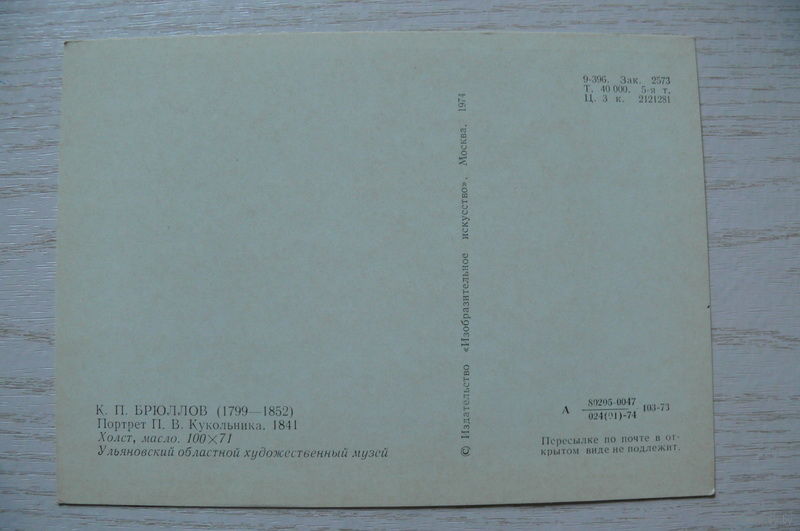 9-396. Зак. 2573
Т. 40 000. 5-я т.
Ц. 3 к. 2121281
© Издательство «Изобразительное искусство». Москва. 1974
К. П. БРЮЛЛОВ (1799—1852)
Портрет П. В. Кукольника. 1841
Холст, масло. 100×71
Ульяновский областной художественный музей
А 80205-0047 103-73
024(01)-74
Пересылке по почте в от-
крытом виде не подлежит.